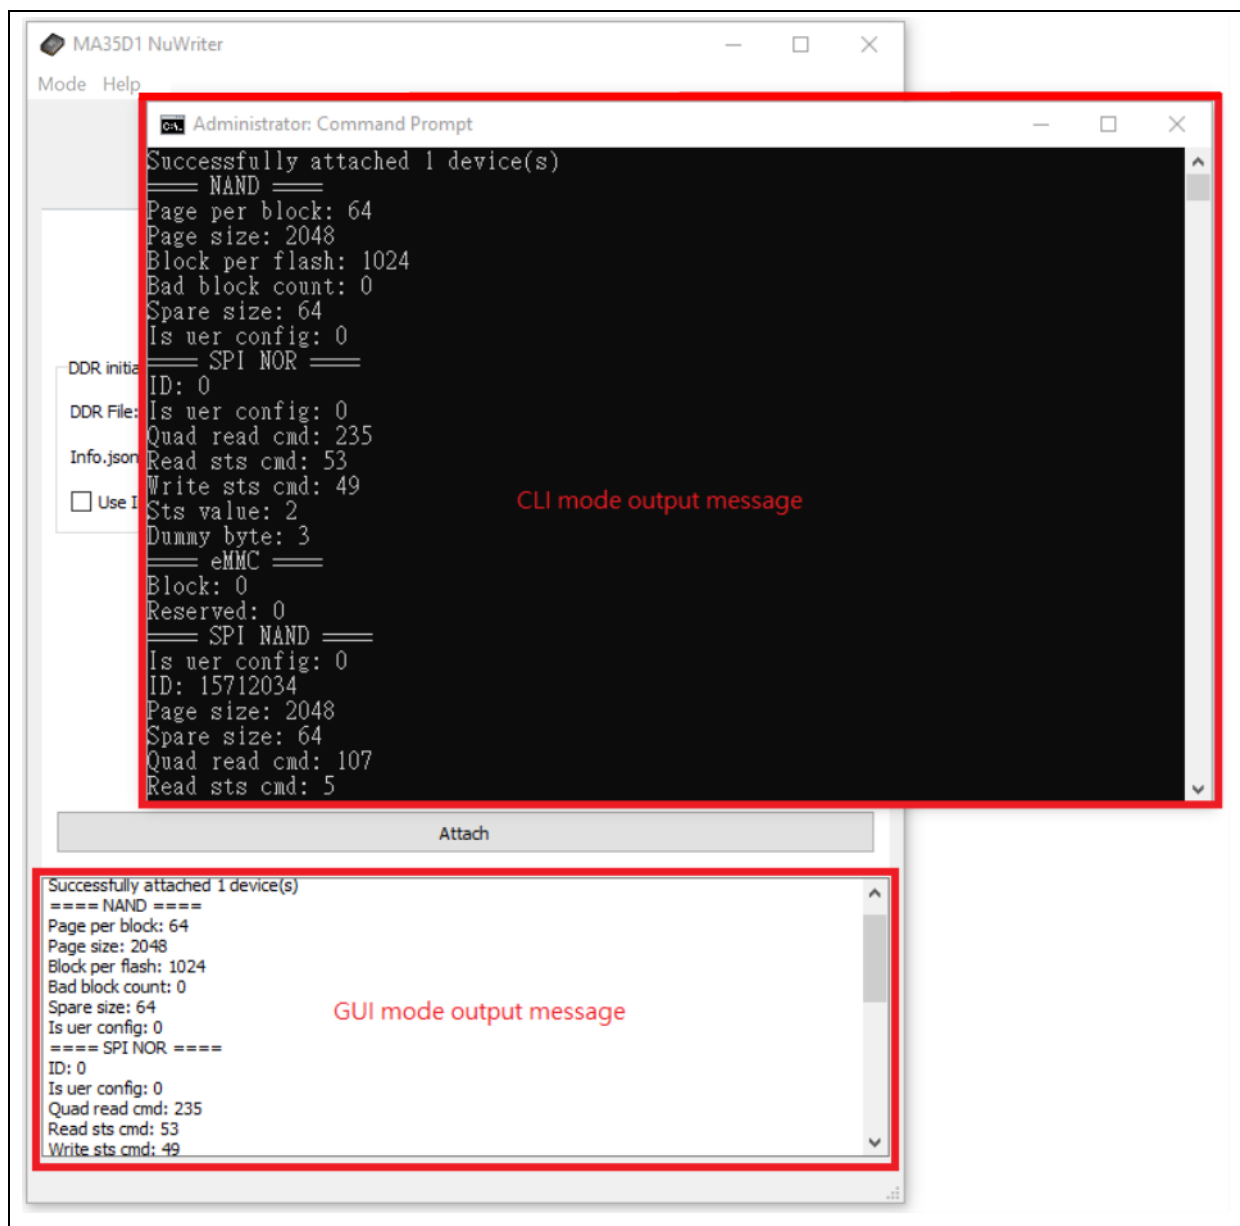 MA35D1 NuWriter
Mode Help
Administrator: Command Prompt
Successfully attached 1 device(s)
==== NAND ====
Page per block: 64
Page size: 2048
Block per flash: 1024
Bad block count: 0
Spare size: 64
Is uer config: 0
==== SPI NOR ====
ID: 0
Is uer config: 0
Quad read cmd: 235
Read sts cmd: 53
Write sts cmd: 49
Sts value: 2
Dummy byte: 3
==== eMMC ====
Block: 0
Reserved: 0
==== SPI NAND ====
Is uer config: 0
ID: 15712034
Page size: 2048
Spare size: 64
Quad read cmd: 107
Read sts cmd: 5
CLI mode output message
DDR initia
DDR File:
Info.json
Use I
Attach
Successfully attached 1 device(s)
==== NAND ====
Page per block: 64
Page size: 2048
Block per flash: 1024
Bad block count: 0
Spare size: 64
Is uer config: 0
==== SPI NOR ====
ID: 0
Is uer config: 0
Quad read cmd: 235
Read sts cmd: 53
Write sts cmd: 49
GUI mode output message